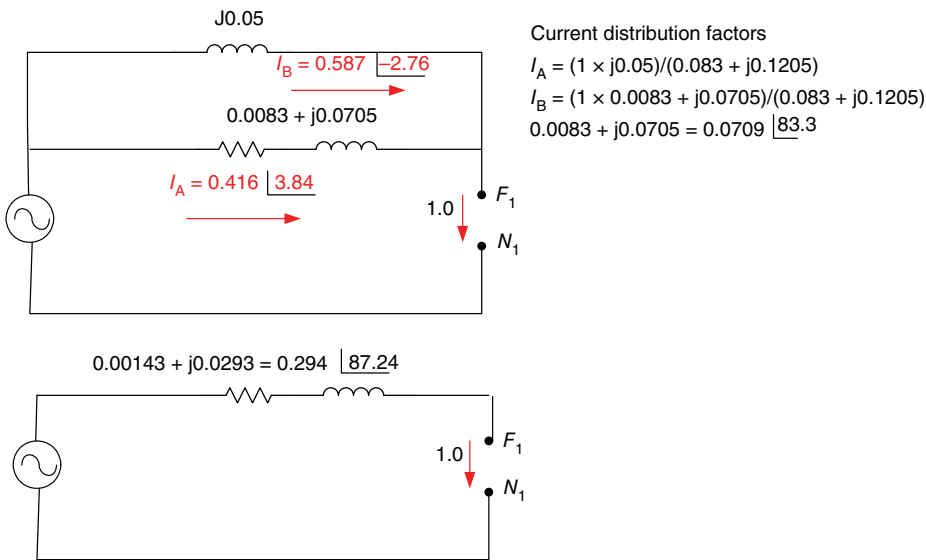 J0.05
I_B = 0.587 |−2.76
0.0083 + j0.0705
I_A = 0.416 |3.84
1.0
F_1
N_1
Current distribution factors
I_A = (1 × j0.05)/(0.083 + j0.1205)
I_B = (1 × 0.0083 + j0.0705)/(0.083 + j0.1205)
0.0083 + j0.0705 = 0.0709 |83.3
0.00143 + j0.0293 = 0.294 |87.24
1.0
F_1
N_1